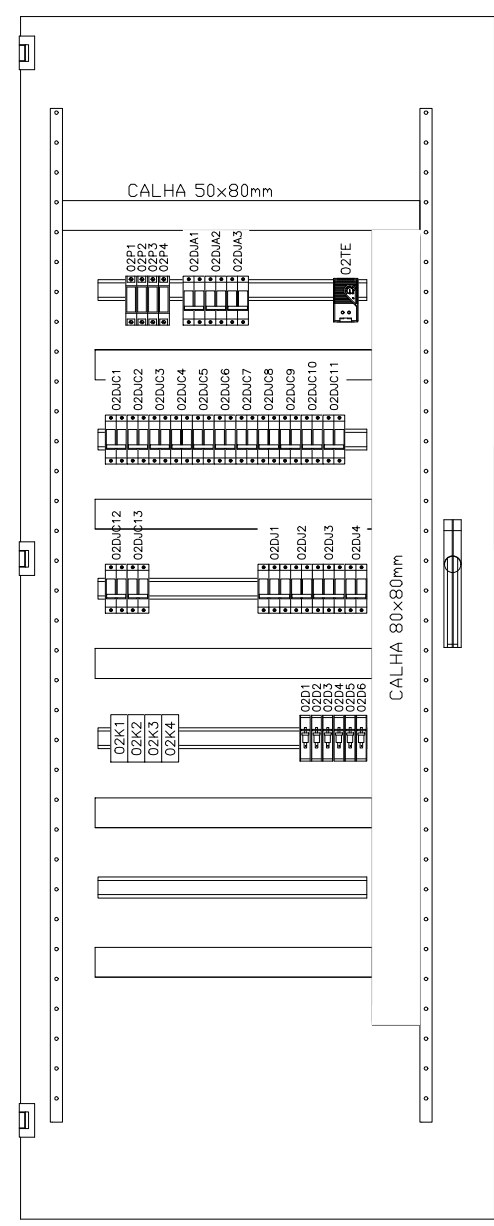 CALHA 50x80mm
02P1
02P2
02P3
02P4
02DJA1
02DJA2
02DJA3
02TE
02DJC1
02DJC2
02DJC3
02DJC4
02DJC5
02DJC6
02DJC7
02DJC8
02DJC9
02DJC10
02DJC11
02DJC12
02DJC13
02DJ1
02DJ2
02DJ3
02DJ4
CALHA 80x80mm
02K1
02K2
02K3
02K4
02D1
02D2
02D3
02D4
02D5
02D6